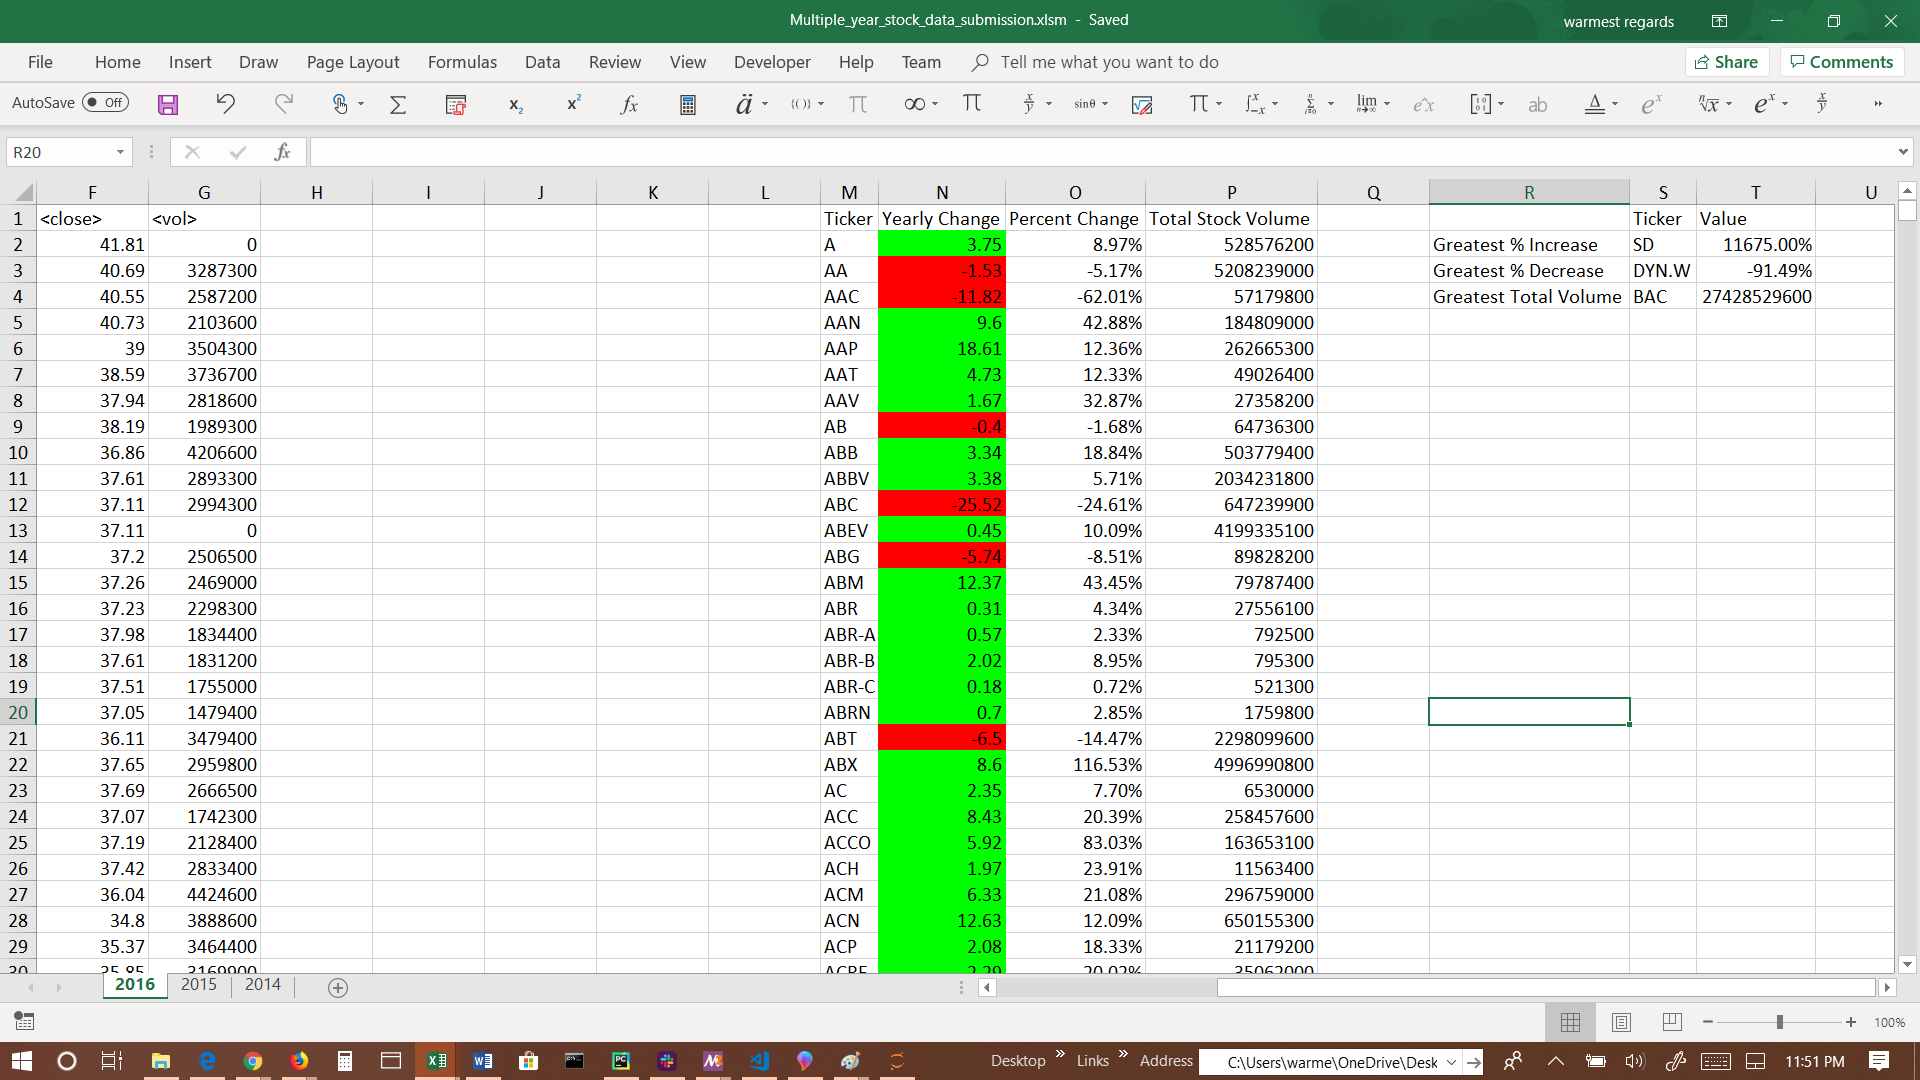 Multiple_year_stock_data_submission.xlsm - Saved
warmest regards
File Home Insert Draw Page Layout Formulas Data Review View Developer Help Team Tell me what you want to do Share Comments
AutoSave Off
R20
F G H I J K L M N O P Q R S T U
1 <close> <vol> Ticker Yearly Change Percent Change Total Stock Volume Ticker Value
2 41.81 0 A 3.75 8.97% 528576200 Greatest % Increase SD 11675.00%
3 40.69 3287300 AA -1.53 -5.17% 5208239000 Greatest % Decrease DYN.W -91.49%
4 40.55 2587200 AAC -11.82 -62.01% 57179800 Greatest Total Volume BAC 27428529600
5 40.73 2103600 AAN 9.6 42.88% 184809000
6 39 3504300 AAP 18.61 12.36% 262665300
7 38.59 3736700 AAT 4.73 12.33% 49026400
8 37.94 2818600 AAV 1.67 32.87% 27358200
9 38.19 1989300 AB -0.4 -1.68% 64736300
10 36.86 4206600 ABB 3.34 18.84% 503779400
11 37.61 2893300 ABBV 3.38 5.71% 2034231800
12 37.11 2994300 ABC -25.52 -24.61% 647239900
13 37.11 0 ABEV 0.45 10.09% 4199335100
14 37.2 2506500 ABG -5.74 -8.51% 89828200
15 37.26 2469000 ABM 12.37 43.45% 79787400
16 37.23 2298300 ABR 0.31 4.34% 27556100
17 37.98 1834400 ABR-A 0.57 2.33% 792500
18 37.61 1831200 ABR-B 2.02 8.95% 795300
19 37.51 1755000 ABR-C 0.18 0.72% 521300
20 37.05 1479400 ABRN 0.7 2.85% 1759800
21 36.11 3479400 ABT -6.5 -14.47% 2298099600
22 37.65 2959800 ABX 8.6 116.53% 4996990800
23 37.69 2666500 AC 2.35 7.70% 6530000
24 37.07 1742300 ACC 8.43 20.39% 258457600
25 37.19 2128400 ACCO 5.92 83.03% 163653100
26 37.42 2833400 ACH 1.97 23.91% 11563400
27 36.04 4424600 ACM 6.33 21.08% 296759000
28 34.8 3888600 ACN 12.63 12.09% 650155300
29 35.37 3464400 ACP 2.08 18.33% 21179200
30 35.85 3169900 ACRE 2.29 20.02% 35062000
2016 2015 2014
100%
Desktop Links Address C:\Users\warme\OneDrive\Desk 11:51 PM